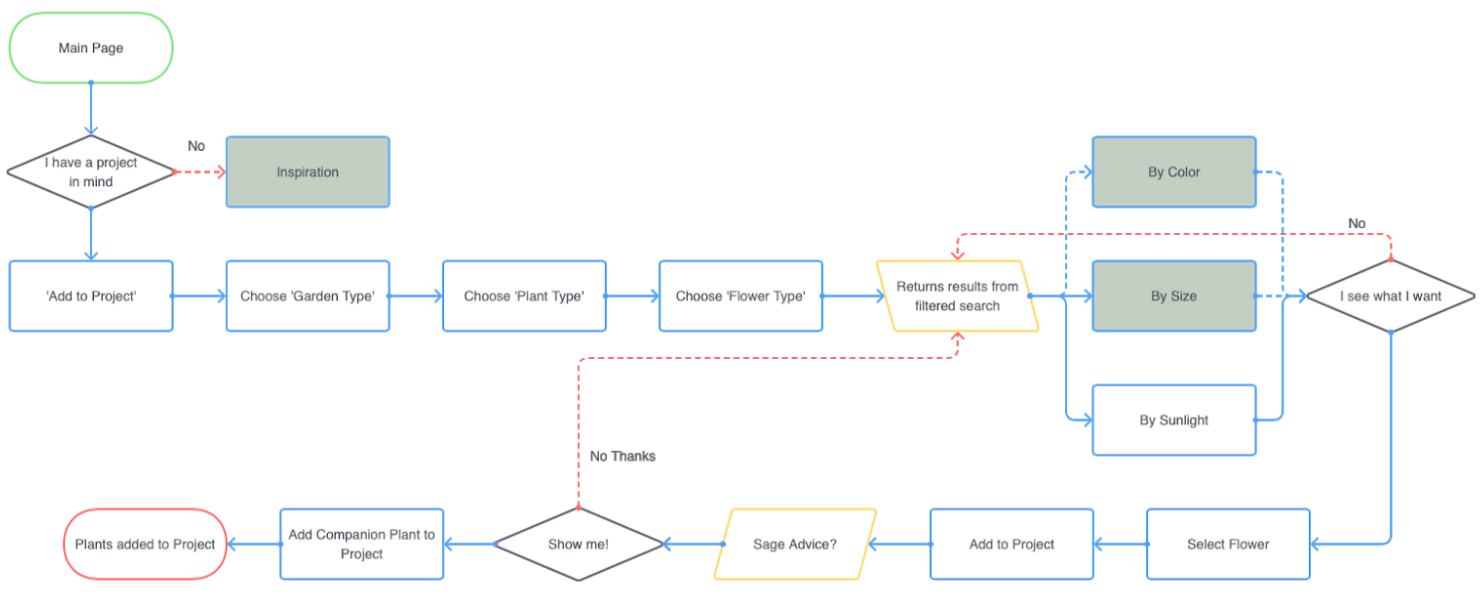 Main Page
No
I have a project
in mind
Inspiration
By Color
No
'Add to Project'
Choose 'Garden Type'
Choose 'Plant Type'
Choose 'Flower Type'
Returns results from
filtered search
By Size
I see what I want
By Sunlight
No Thanks
Plants added to Project
Add Companion Plant to
Project
Show me!
Sage Advice?
Add to Project
Select Flower